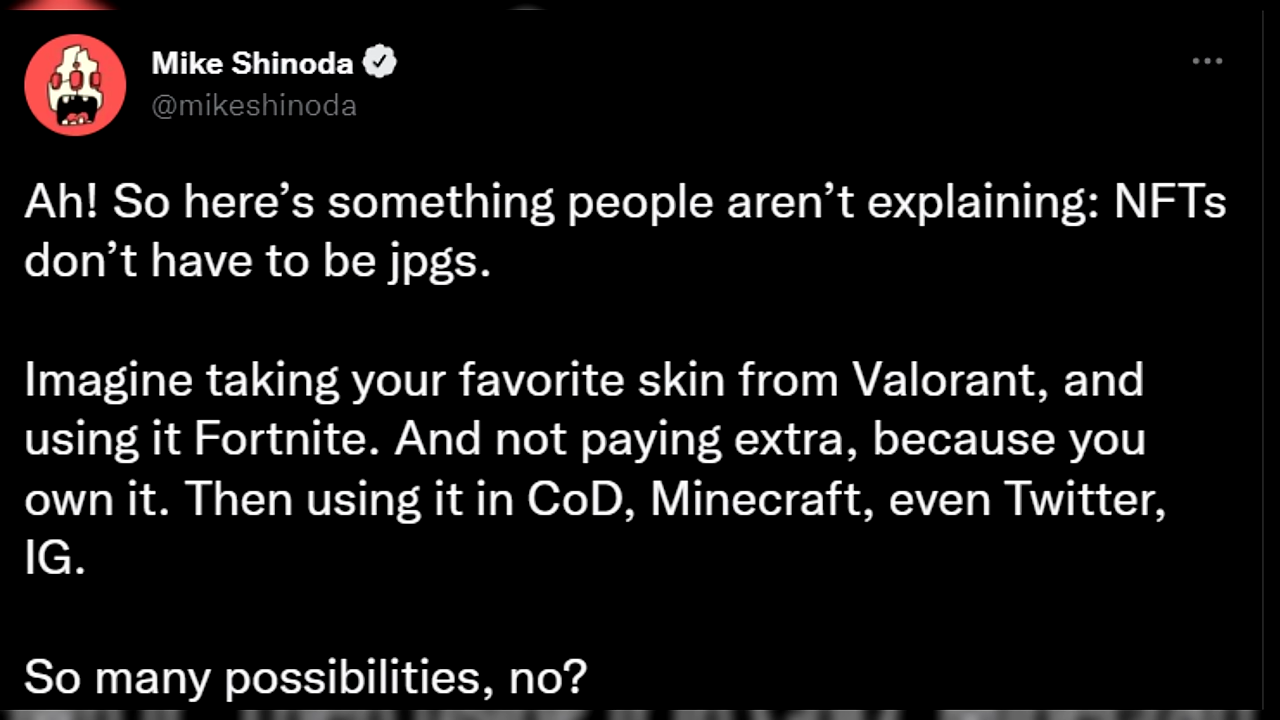 Mike Shinoda
@mikeshinoda
Ah! So here’s something people aren’t explaining: NFTs
don’t have to be jpgs.
Imagine taking your favorite skin from Valorant, and
using it Fortnite. And not paying extra, because you
own it. Then using it in CoD, Minecraft, even Twitter,
IG.
So many possibilities, no?